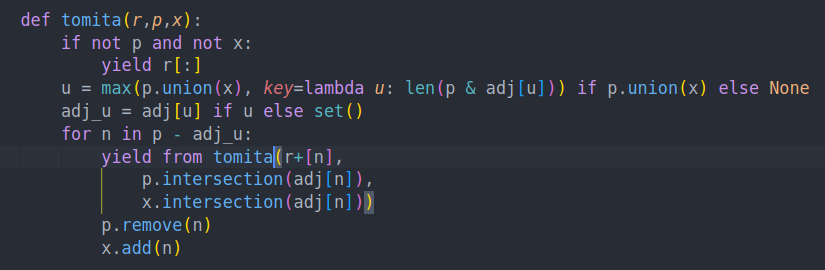 def tomita(r,p,x):
    if not p and not x:
        yield r[:]
    u = max(p.union(x), key=lambda u: len(p & adj[u])) if p.union(x) else None
    adj_u = adj[u] if u else set()
    for n in p - adj_u:
        yield from tomita(r+[n],
            p.intersection(adj[n]),
            x.intersection(adj[n]))
        p.remove(n)
        x.add(n)